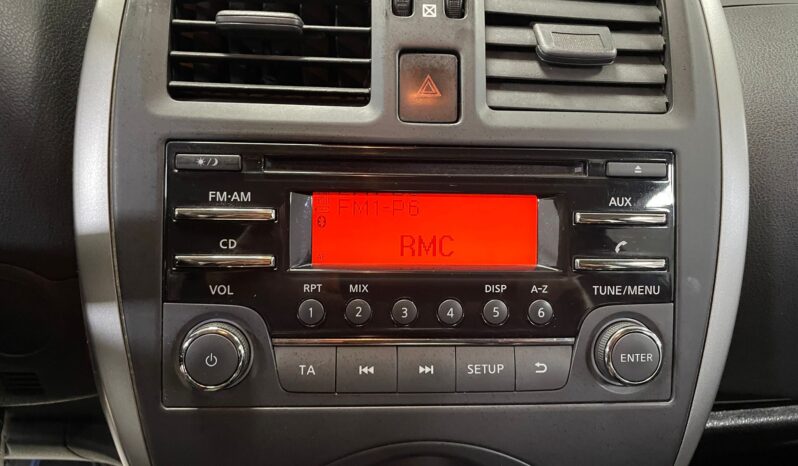 FM·AM
CD
VOL
FM1-P6
RMC
AUX
TUNE/MENU
RPT MIX DISP A-Z
1 2 3 4 5 6
TA SETUP
ENTER